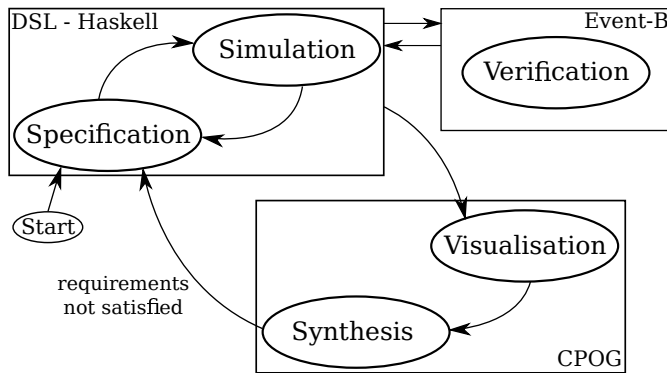 DSL - Haskell
Simulation
Specification
Event-B
Verification
Start
Visualisation
requirements
not satisfied
Synthesis
CPOG